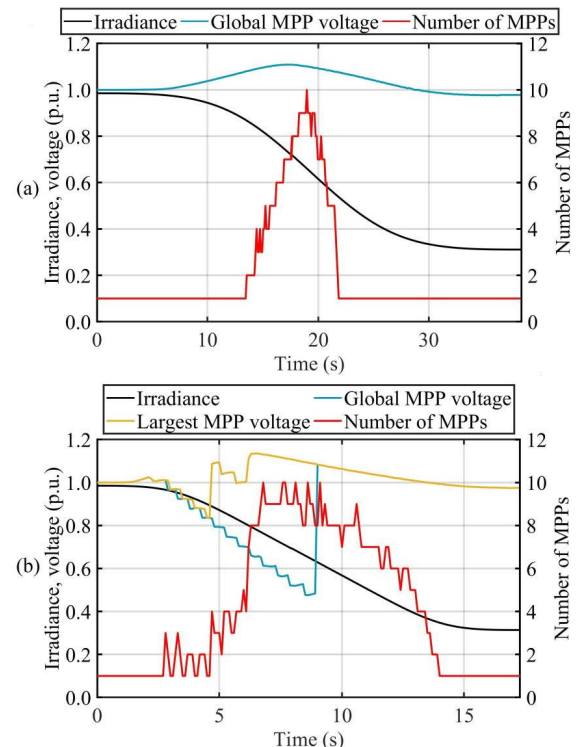 Irradiance Global MPP voltage Number of MPPs
(a)
Irradiance, voltage (p.u.)
1.2
1.0
0.8
0.6
0.4
0.2
0.0
12
10
8
6
4
2
0
Number of MPPs
0 10 20 30
Time (s)
Irradiance Global MPP voltage
Largest MPP voltage Number of MPPs
(b)
Irradiance, voltage (p.u.)
1.2
1.0
0.8
0.6
0.4
0.2
0.0
12
10
8
6
4
2
0
Number of MPPs
0 5 10 15
Time (s)